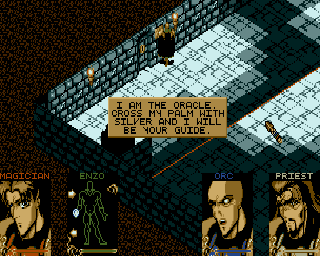 I AM THE ORACLE.
CROSS MY PALM WITH
SILVER AND I WILL
BE YOUR GUIDE.
MAGICIAN ENZO ORC PRIEST